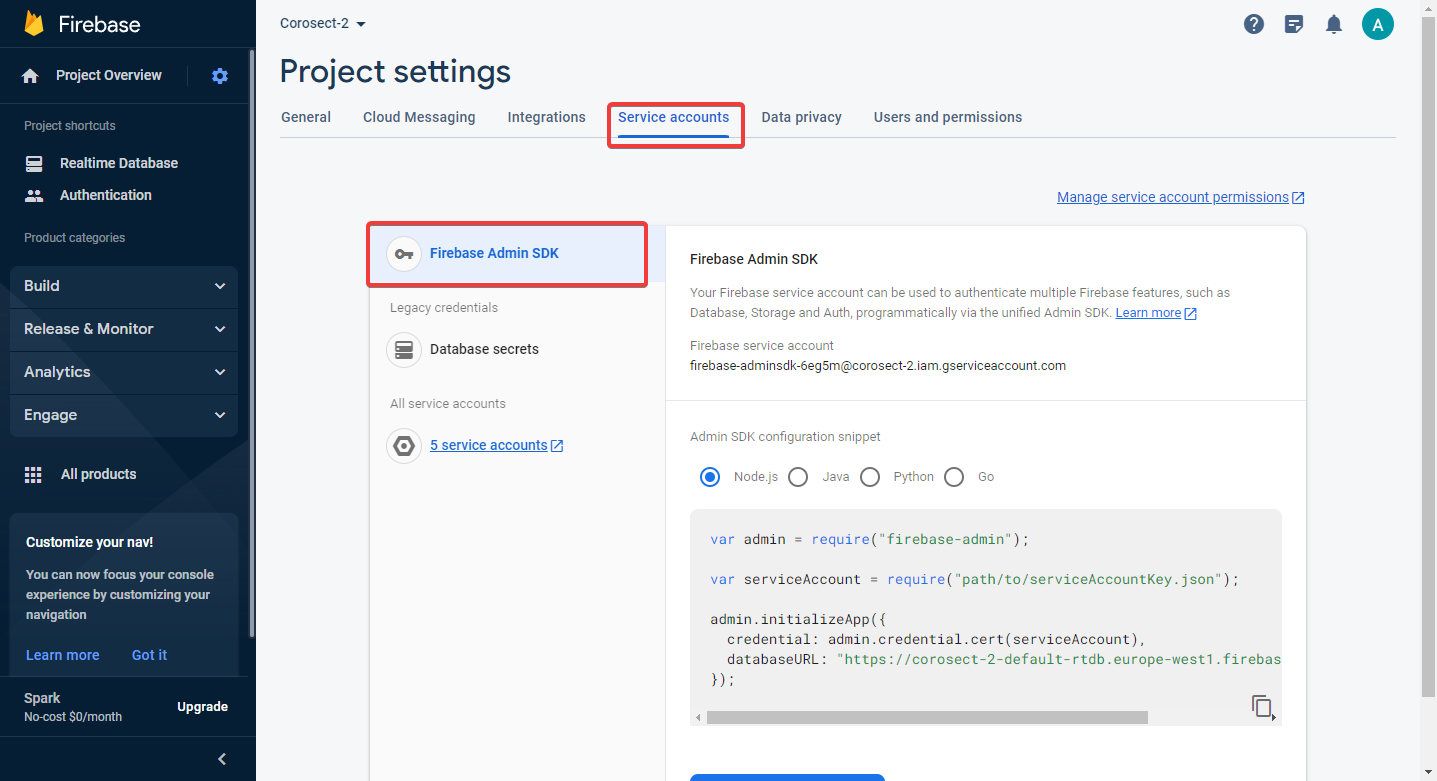 Firebase
Project Overview
Project shortcuts
Realtime Database
Authentication
Product categories
Build
Release & Monitor
Analytics
Engage
All products
Customize your nav!
You can now focus your console
experience by customizing your
navigation
Learn more Got it
Spark
No-cost $0/month
Upgrade
Corosect-2
A
Project settings
General Cloud Messaging Integrations Service accounts Data privacy Users and permissions
Manage service account permissions
Firebase Admin SDK
Legacy credentials
Database secrets
All service accounts
5 service accounts
Firebase Admin SDK
Your Firebase service account can be used to authenticate multiple Firebase features, such as
Database, Storage and Auth, programmatically via the unified Admin SDK. Learn more
Firebase service account
firebase-adminsdk-6eg5m@corosect-2.iam.gserviceaccount.com
Admin SDK configuration snippet
Node.js Java Python Go
var admin = require("firebase-admin");
var serviceAccount = require("path/to/serviceAccountKey.json");
admin.initializeApp({
credential: admin.credential.cert(serviceAccount),
databaseURL: "https://corosect-2-default-rtdb.europe-west1.firebas
});